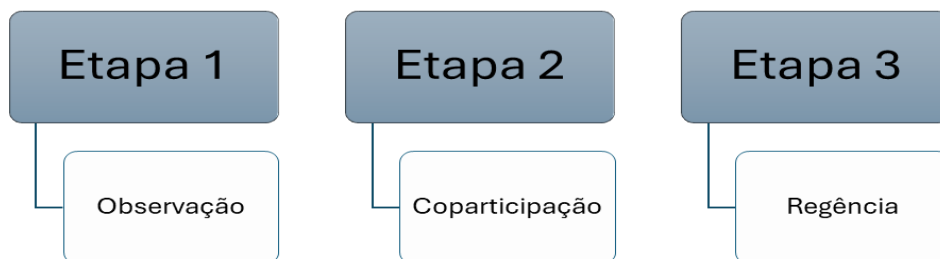 Etapa 1
Observação
Etapa 2
Coparticipação
Etapa 3
Regência